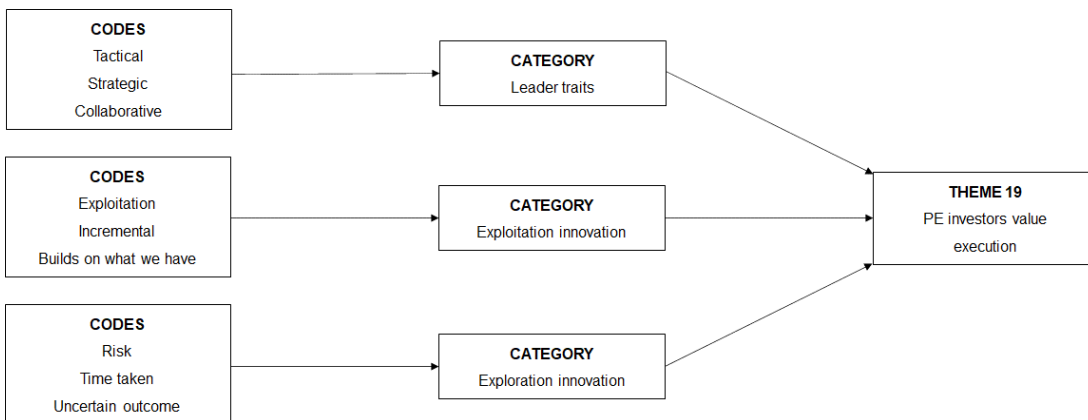 CODES
Tactical
Strategic
Collaborative
CATEGORY
Leader traits
CODES
Exploitation
Incremental
Builds on what we have
CATEGORY
Exploitation innovation
THEME 19
PE investors value
execution
CODES
Risk
Time taken
Uncertain outcome
CATEGORY
Exploration innovation